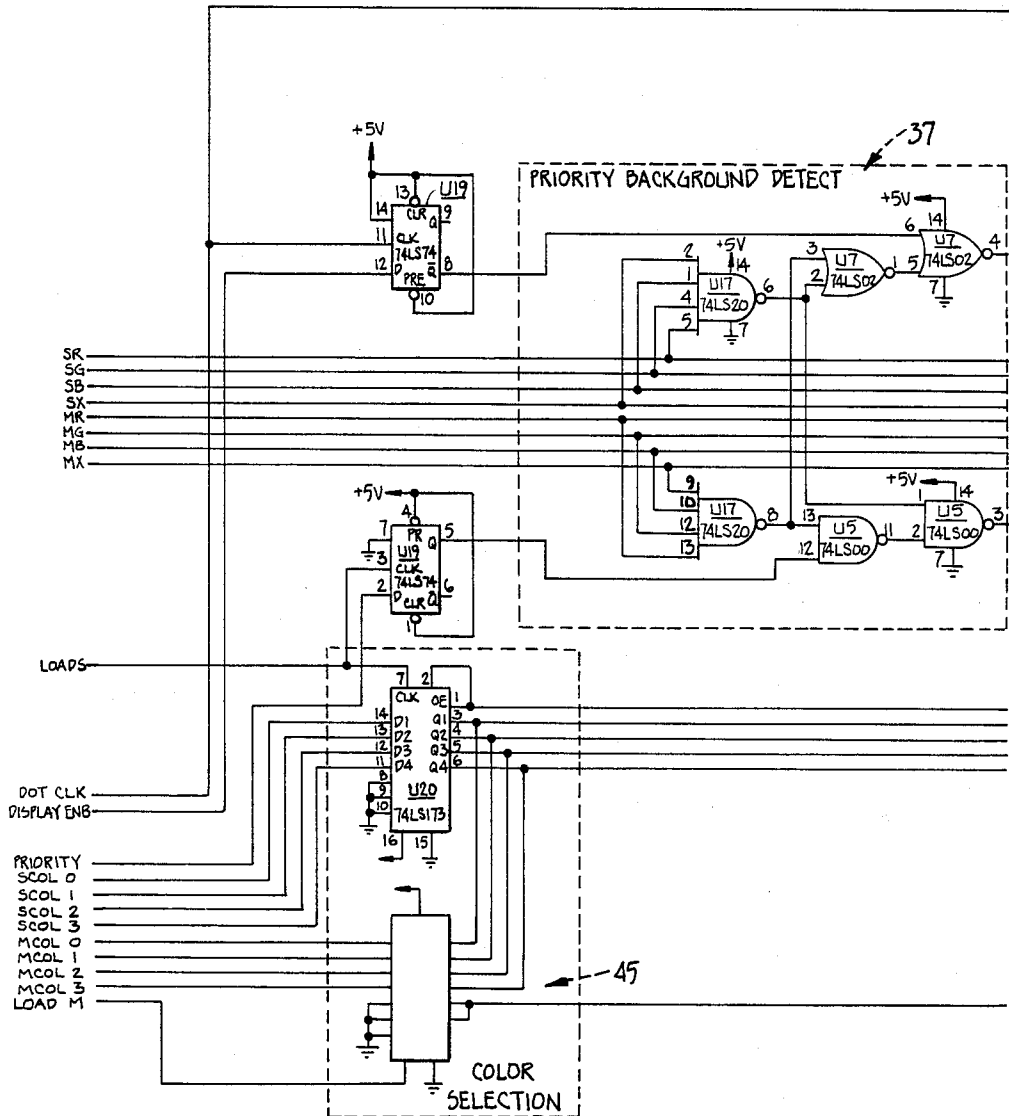 37
+5V
PRIORITY BACKGROUND DETECT
13
U19
CLR
14
Q
9
11
CLK
74LS74
12
D
Q̅
8
PRE
10
+5V
14
6
U7
74LS02
4
5
7
3
U7
74LS02
1
2
2
+5V
14
1
U17
74LS20
6
4
5
7
SR
SG
SB
SX
MR
MG
MB
MX
+5V
4
7
PR
Q
5
U19
3
CLK
74LS74
2
D
Q̅
6
CLR
1
9
10
U17
74LS20
8
12
13
13
U5
74LS00
11
12
+5V
14
1
U5
74LS00
3
2
7
LOADS
7
2
CLK
OE
1
14
D1
Q1
3
13
D2
Q2
4
12
D3
Q3
5
11
D4
Q4
6
8
9
10
U20
74LS173
16
15
DOT CLK
DISPLAY ENB
PRIORITY
SCOL 0
SCOL 1
SCOL 2
SCOL 3
MCOL 0
MCOL 1
MCOL 2
MCOL 3
LOAD M
45
COLOR
SELECTION